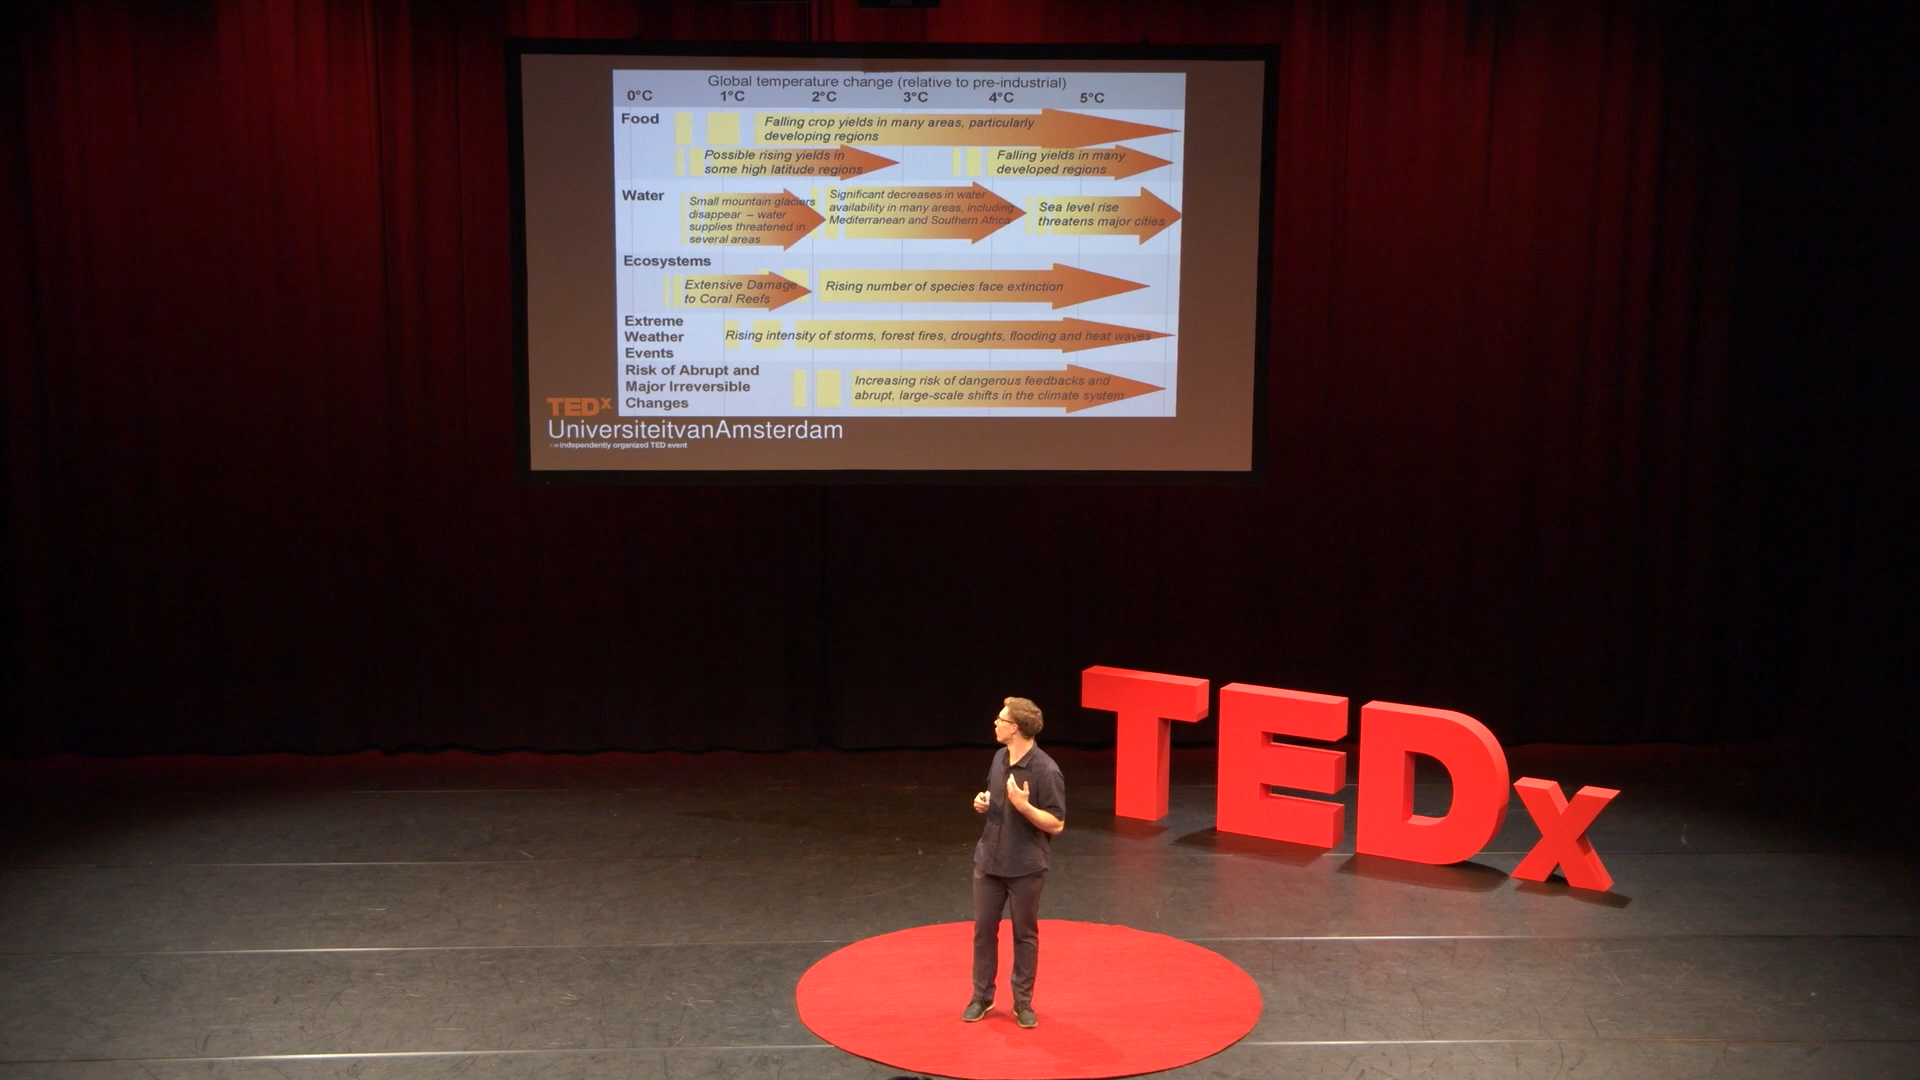 Global temperature change (relative to pre-industrial)
0°C 1°C 2°C 3°C 4°C 5°C
Food
Falling crop yields in many areas, particularly
developing regions
Possible rising yields in
some high latitude regions
Falling yields in many
developed regions
Water
Small mountain glaciers
disappear – water
supplies threatened in
several areas
Significant decreases in water
availability in many areas, including
Mediterranean and Southern Africa
Sea level rise
threatens major cities
Ecosystems
Extensive Damage
to Coral Reefs
Rising number of species face extinction
Extreme
Weather
Events
Rising intensity of storms, forest fires, droughts, flooding and heat waves
Risk of Abrupt and
Major Irreversible
Changes
Increasing risk of dangerous feedbacks and
abrupt, large-scale shifts in the climate system
TEDx
UniversiteitvanAmsterdam
independently organized TED event
TEDx